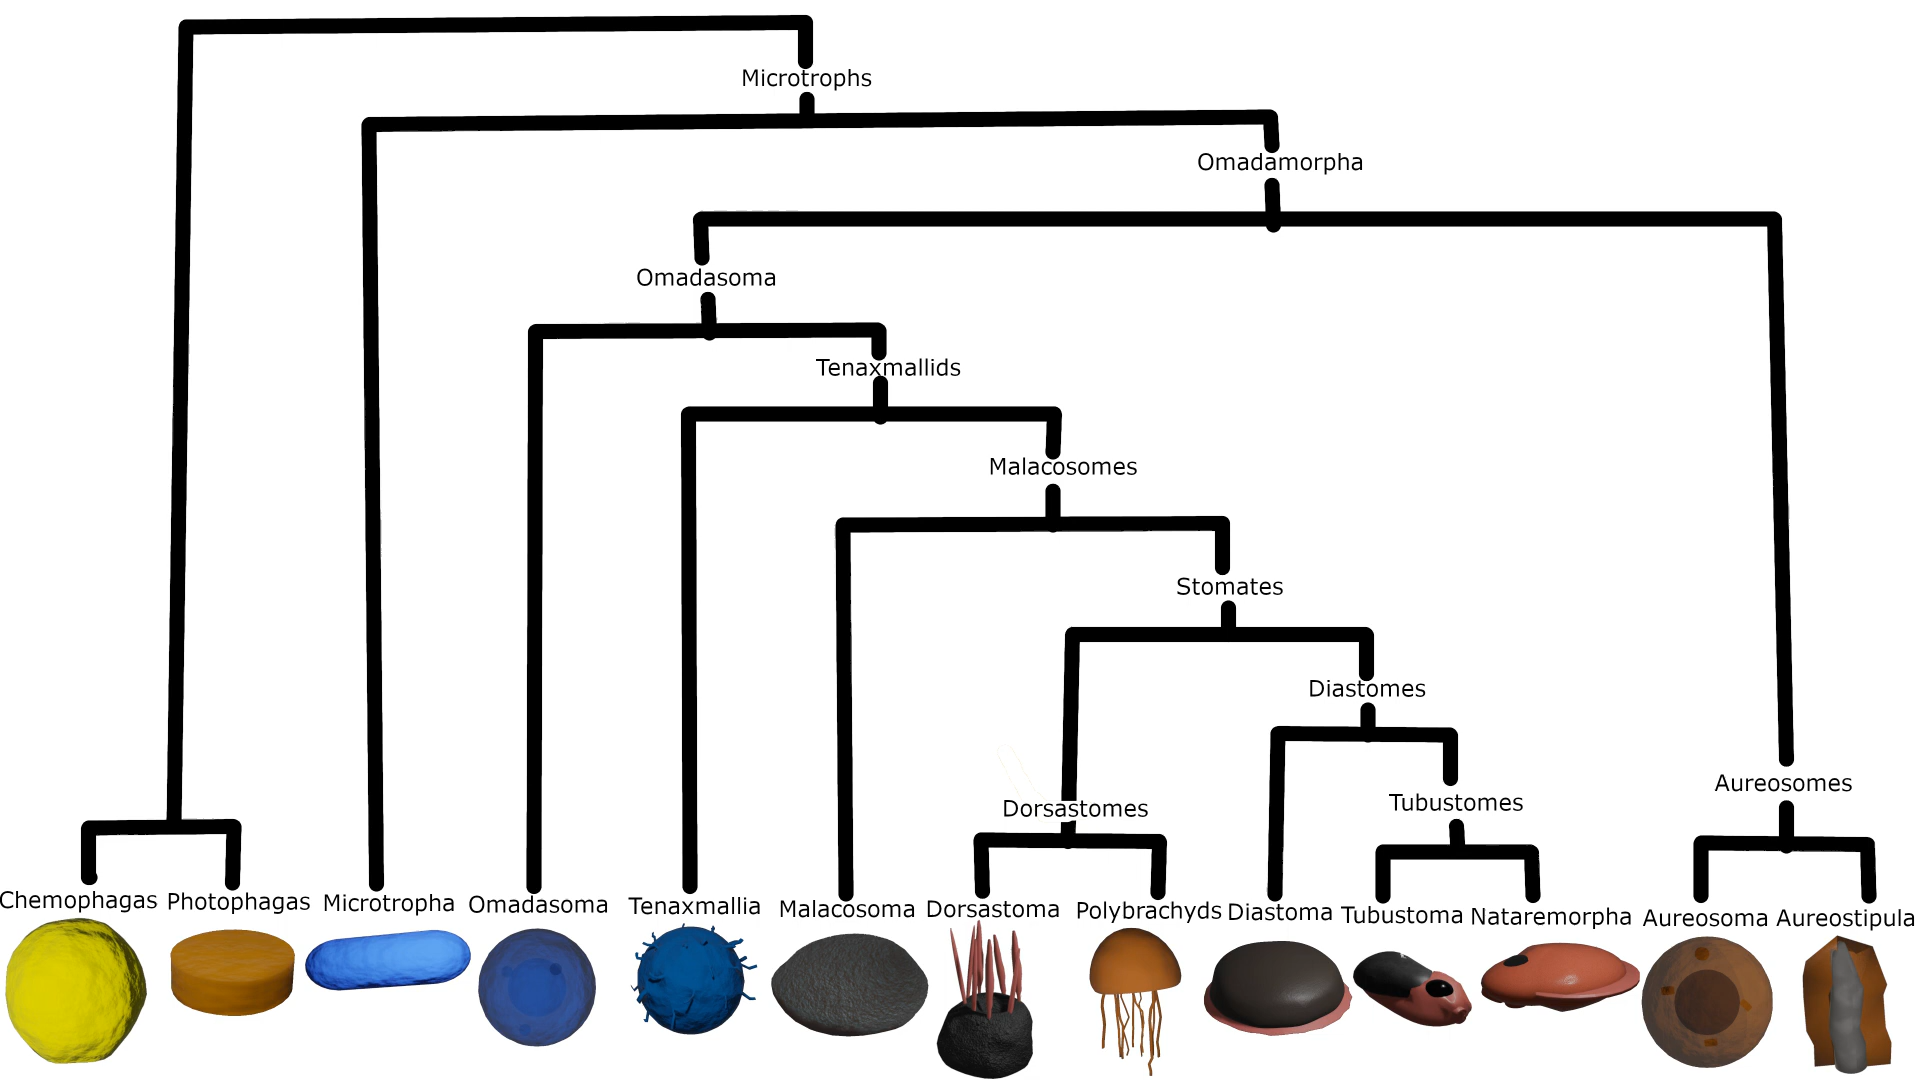 Microtrophs
Omadamorpha
Omadasoma
Tenaxmallids
Malacosomes
Stomates
Diastomes
Aureosomes
Tubustomes
Dorsastomes
Chemophagas
Photophagas
Microtropha
Omadasoma
Tenaxmallia
Malacosoma
Dorsastoma
Polybrachyds
Diastoma
Tubustoma
Nataremorpha
Aureosoma
Aureostipula